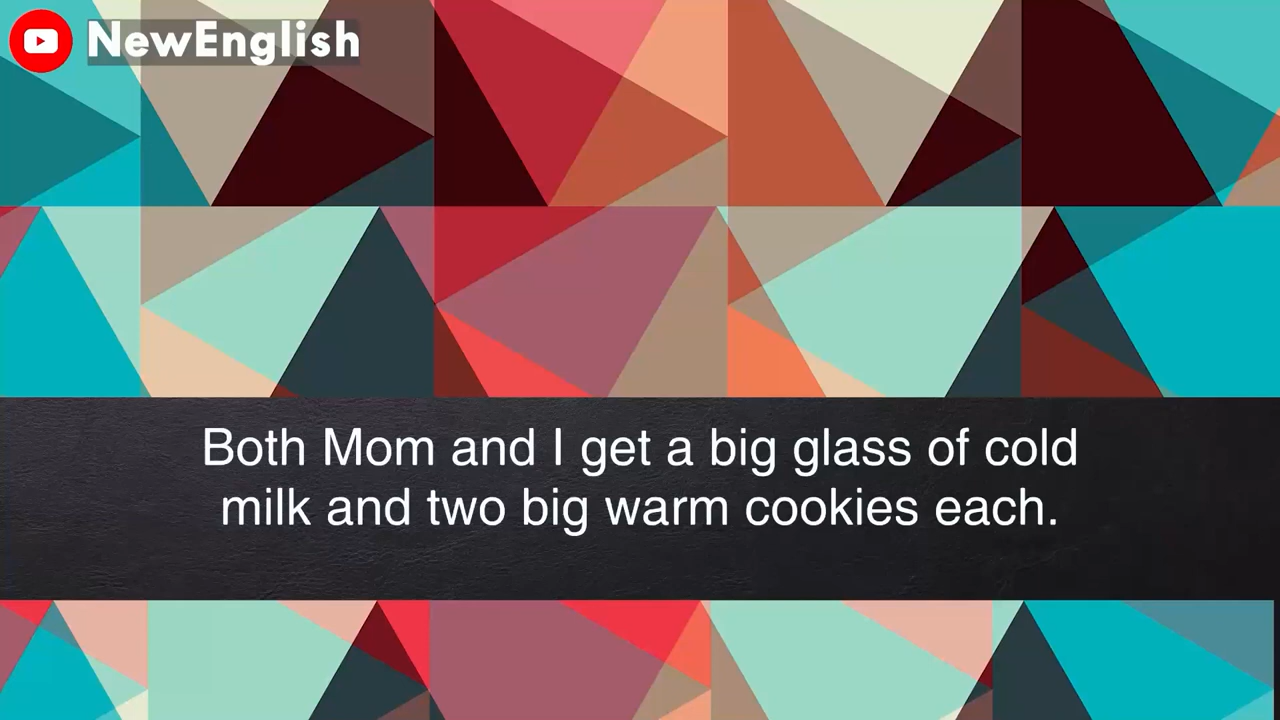 NewEnglish
Both Mom and I get a big glass of cold
milk and two big warm cookies each.